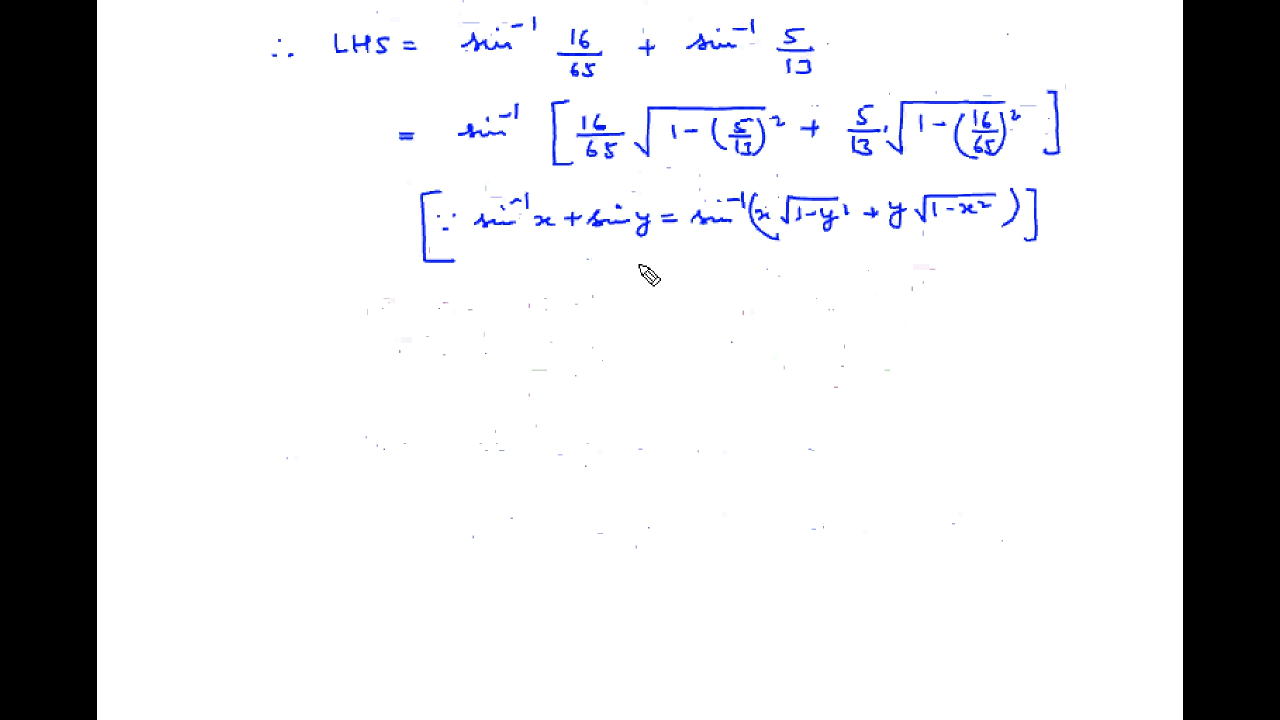 ∴ LHS = sin⁻¹ 16/65 + sin⁻¹ 5/13
= sin⁻¹ [ 16/65 √(1-(5/13)²) + 5/13 . √(1-(16/65)²) ]
[ ∵ sin⁻¹x + sin y = sin⁻¹(x √(1-y²) + y √(1-x²) ) ]